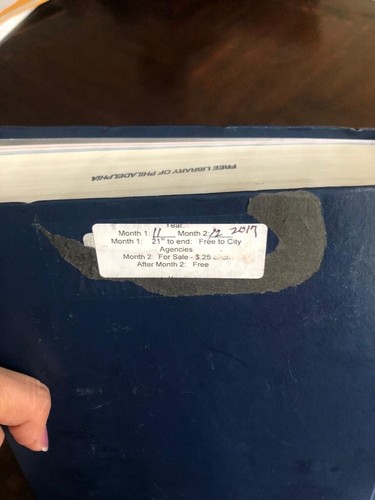 FREE LIBRARY OF PHILADELPHIA
Year:
Month 1: 11 Month 2: 12 2017
Month 1: 21st to end: Free to City
Agencies
Month 2: For Sale - $.25 each
After Month 2: Free